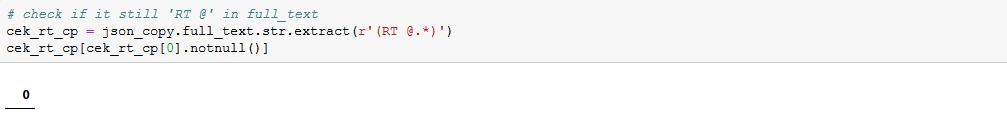 # check if it still 'RT @' in full_text
cek_rt_cp = json_copy.full_text.str.extract(r'(RT @.*)')
cek_rt_cp[cek_rt_cp[0].notnull()]
0